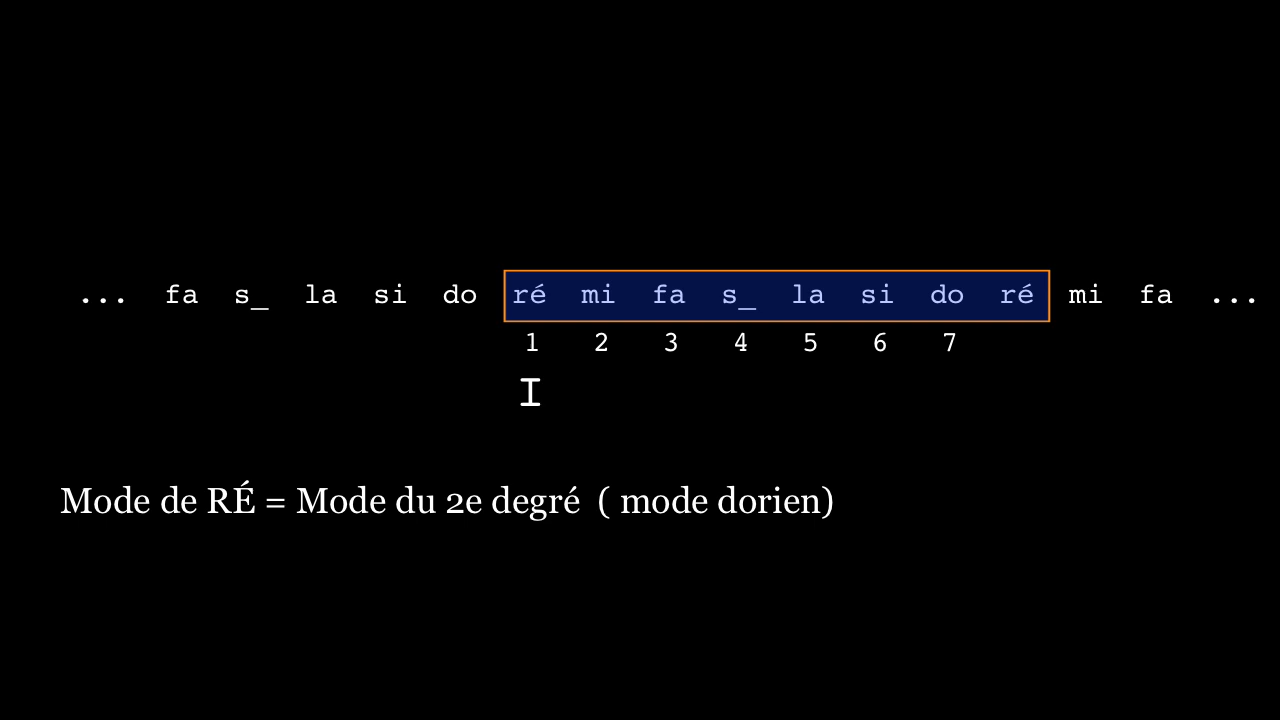 ... fa s_ la si do ré mi fa s_ la si do ré mi fa ...
1 2 3 4 5 6 7
I
Mode de RÉ = Mode du 2e degré ( mode dorien)